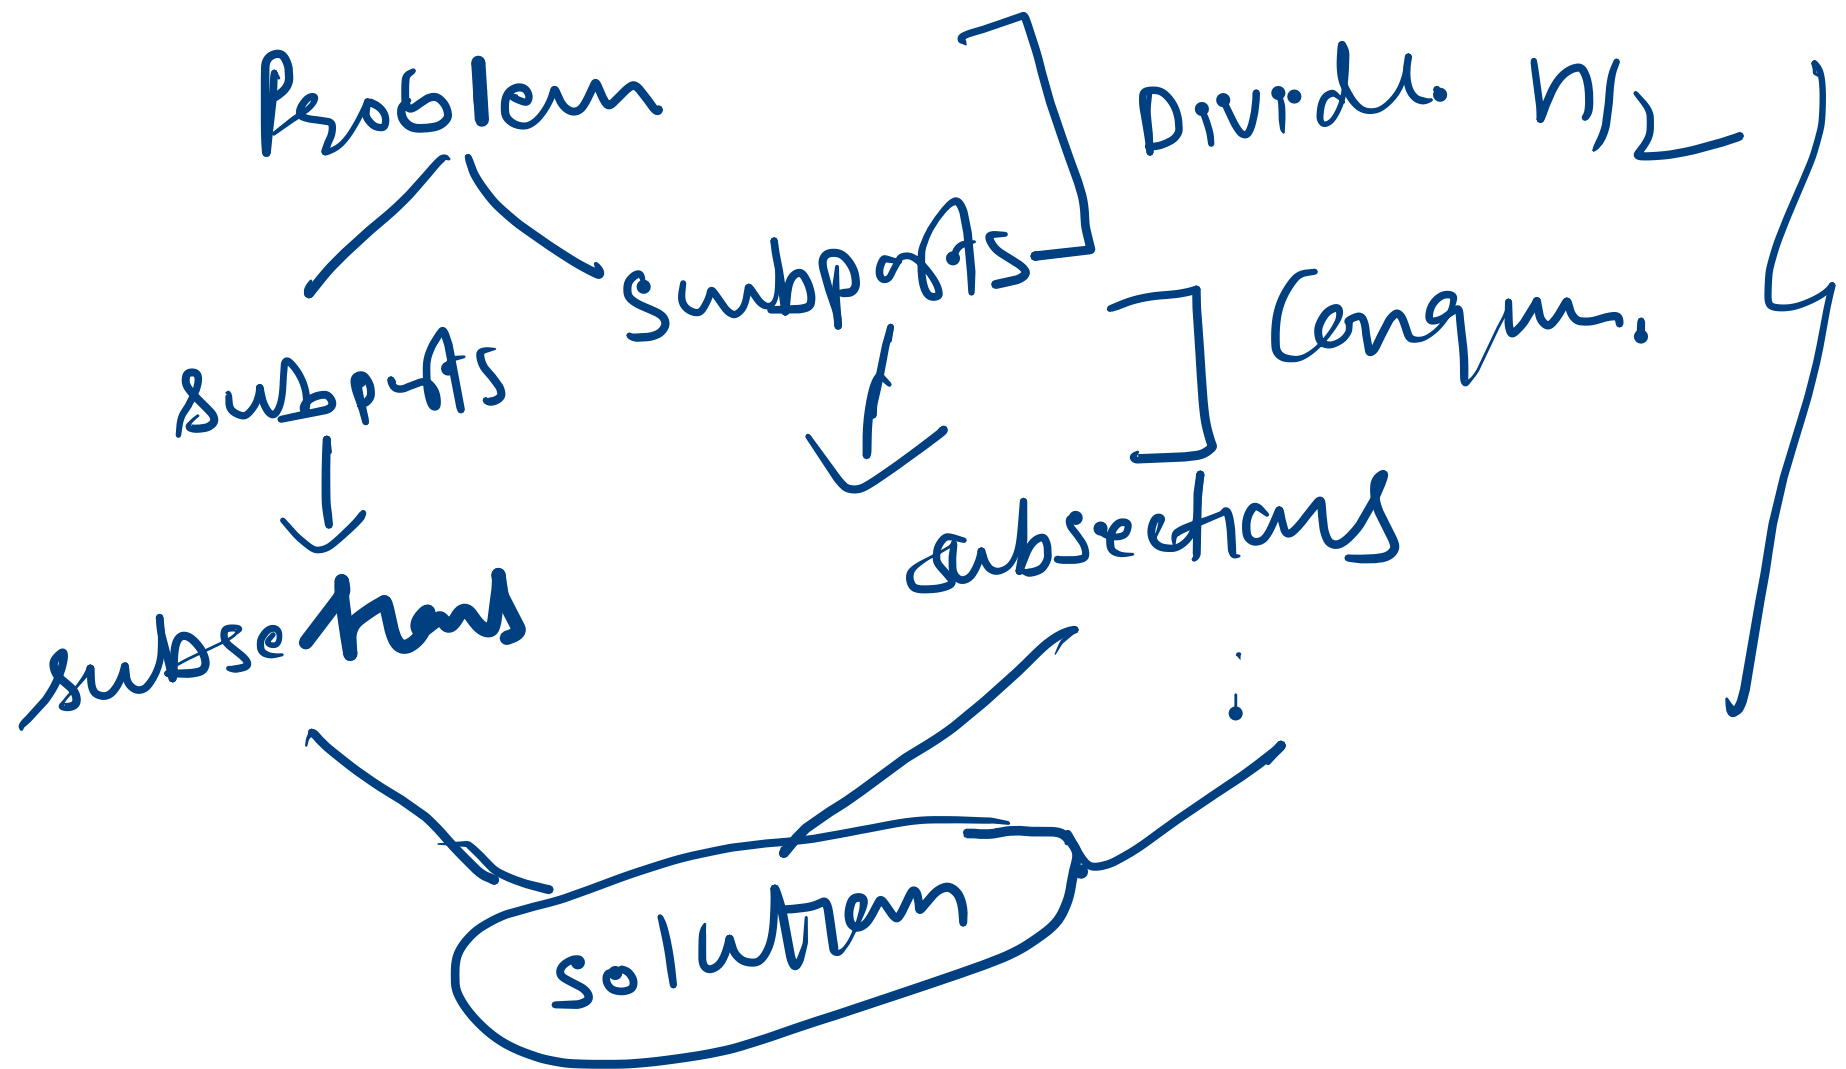 Problem
Divide n/2
subparts
Conquer.
subparts
subsections
subsections
solution